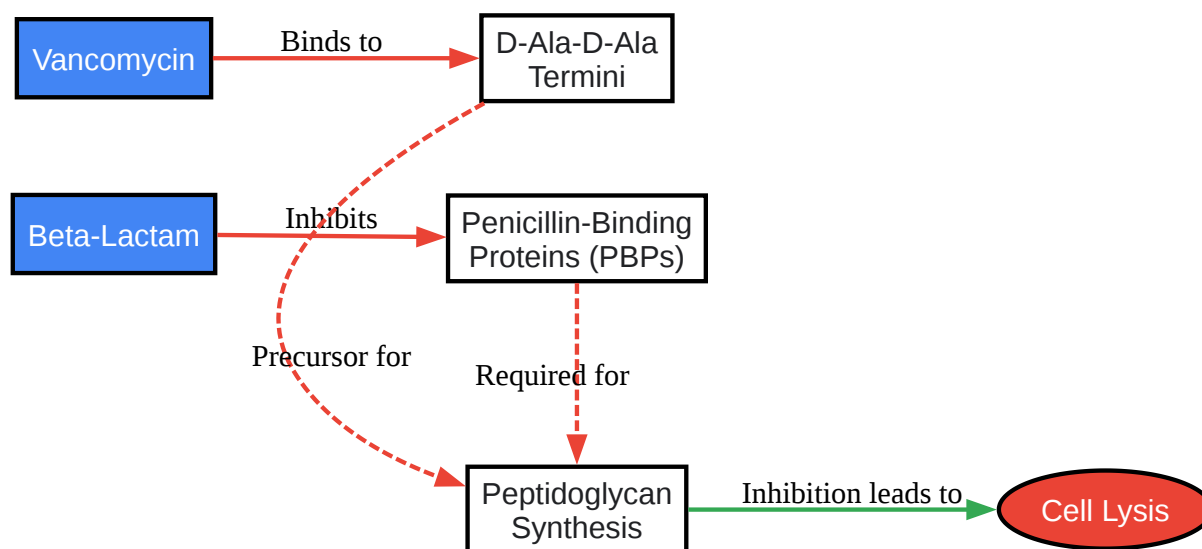 Vancomycin
Binds to
D-Ala-D-Ala
Termini
Beta-Lactam
Inhibits
Penicillin-Binding
Proteins (PBPs)
Precursor for
Required for
Peptidoglycan
Synthesis
Inhibition leads to
Cell Lysis